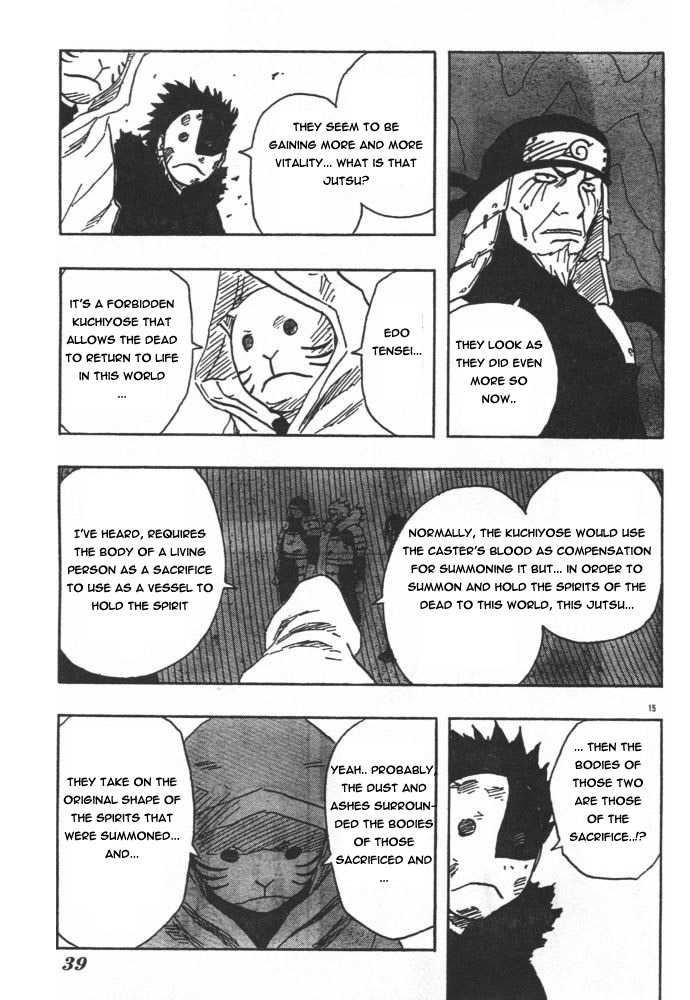 THEY LOOK AS
THEY DID EVEN
MORE SO
NOW..
THEY SEEM TO BE
GAINING MORE AND MORE
VITALITY... WHAT IS THAT
JUTSU?
EDO
TENSEI...
IT'S A FORBIDDEN
KUCHIYOSE THAT
ALLOWS THE DEAD
TO RETURN TO LIFE
IN THIS WORLD
...
NORMALLY, THE KUCHIYOSE WOULD USE
THE CASTER'S BLOOD AS COMPENSATION
FOR SUMMONING IT BUT... IN ORDER TO
SUMMON AND HOLD THE SPIRITS OF THE
DEAD TO THIS WORLD, THIS JUTSU...
I'VE HEARD, REQUIRES
THE BODY OF A LIVING
PERSON AS A SACRIFICE
TO USE AS A VESSEL TO
HOLD THE SPIRIT
15
... THEN THE
BODIES OF
THOSE TWO
ARE THOSE
OF THE
SACRIFICE..!?
YEAH.. PROBABLY,
THE DUST AND
ASHES SURROUN-
DED THE BODIES
OF THOSE
SACRIFICED AND
...
THEY TAKE ON THE
ORIGINAL SHAPE OF
THE SPIRITS THAT
WERE SUMMONED...
AND...
39